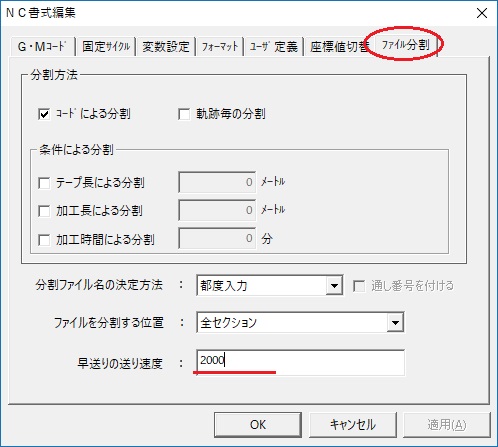 ＮＣ書式編集
Ｇ・Ｍｺｰﾄﾞ 固定ｻｲｸﾙ 変数設定 ﾌｫｰﾏｯﾄ ﾕｰｻﾞ定義 座標値切替 ﾌｧｲﾙ分割
分割方法
ｺｰﾄﾞによる分割 軌跡毎の分割
条件による分割
テープ長による分割 0 ﾒｰﾄﾙ
加工長による分割 0 ﾒｰﾄﾙ
加工時間による分割 0 分
分割ファイル名の決定方法 ： 都度入力 通し番号を付ける
ファイルを分割する位置 ： 全セクション
早送りの送り速度 ： 2000
OK キャンセル 適用(A)